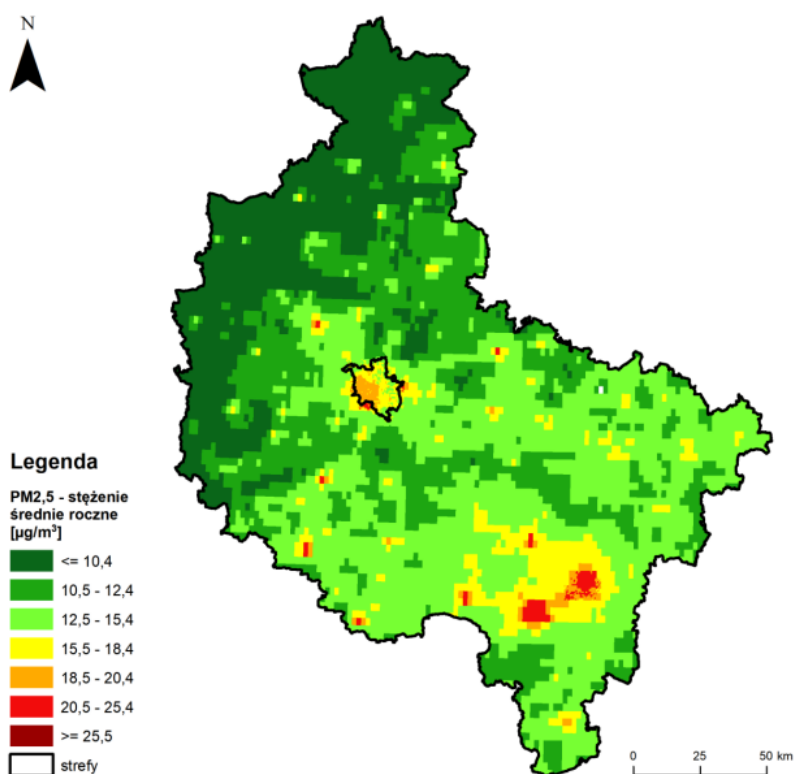 N
Legenda
PM2,5 - stężenie
średnie roczne
[µg/m³]
<= 10,4
10,5 - 12,4
12,5 - 15,4
15,5 - 18,4
18,5 - 20,4
20,5 - 25,4
>= 25,5
strefy
0 25 50 km